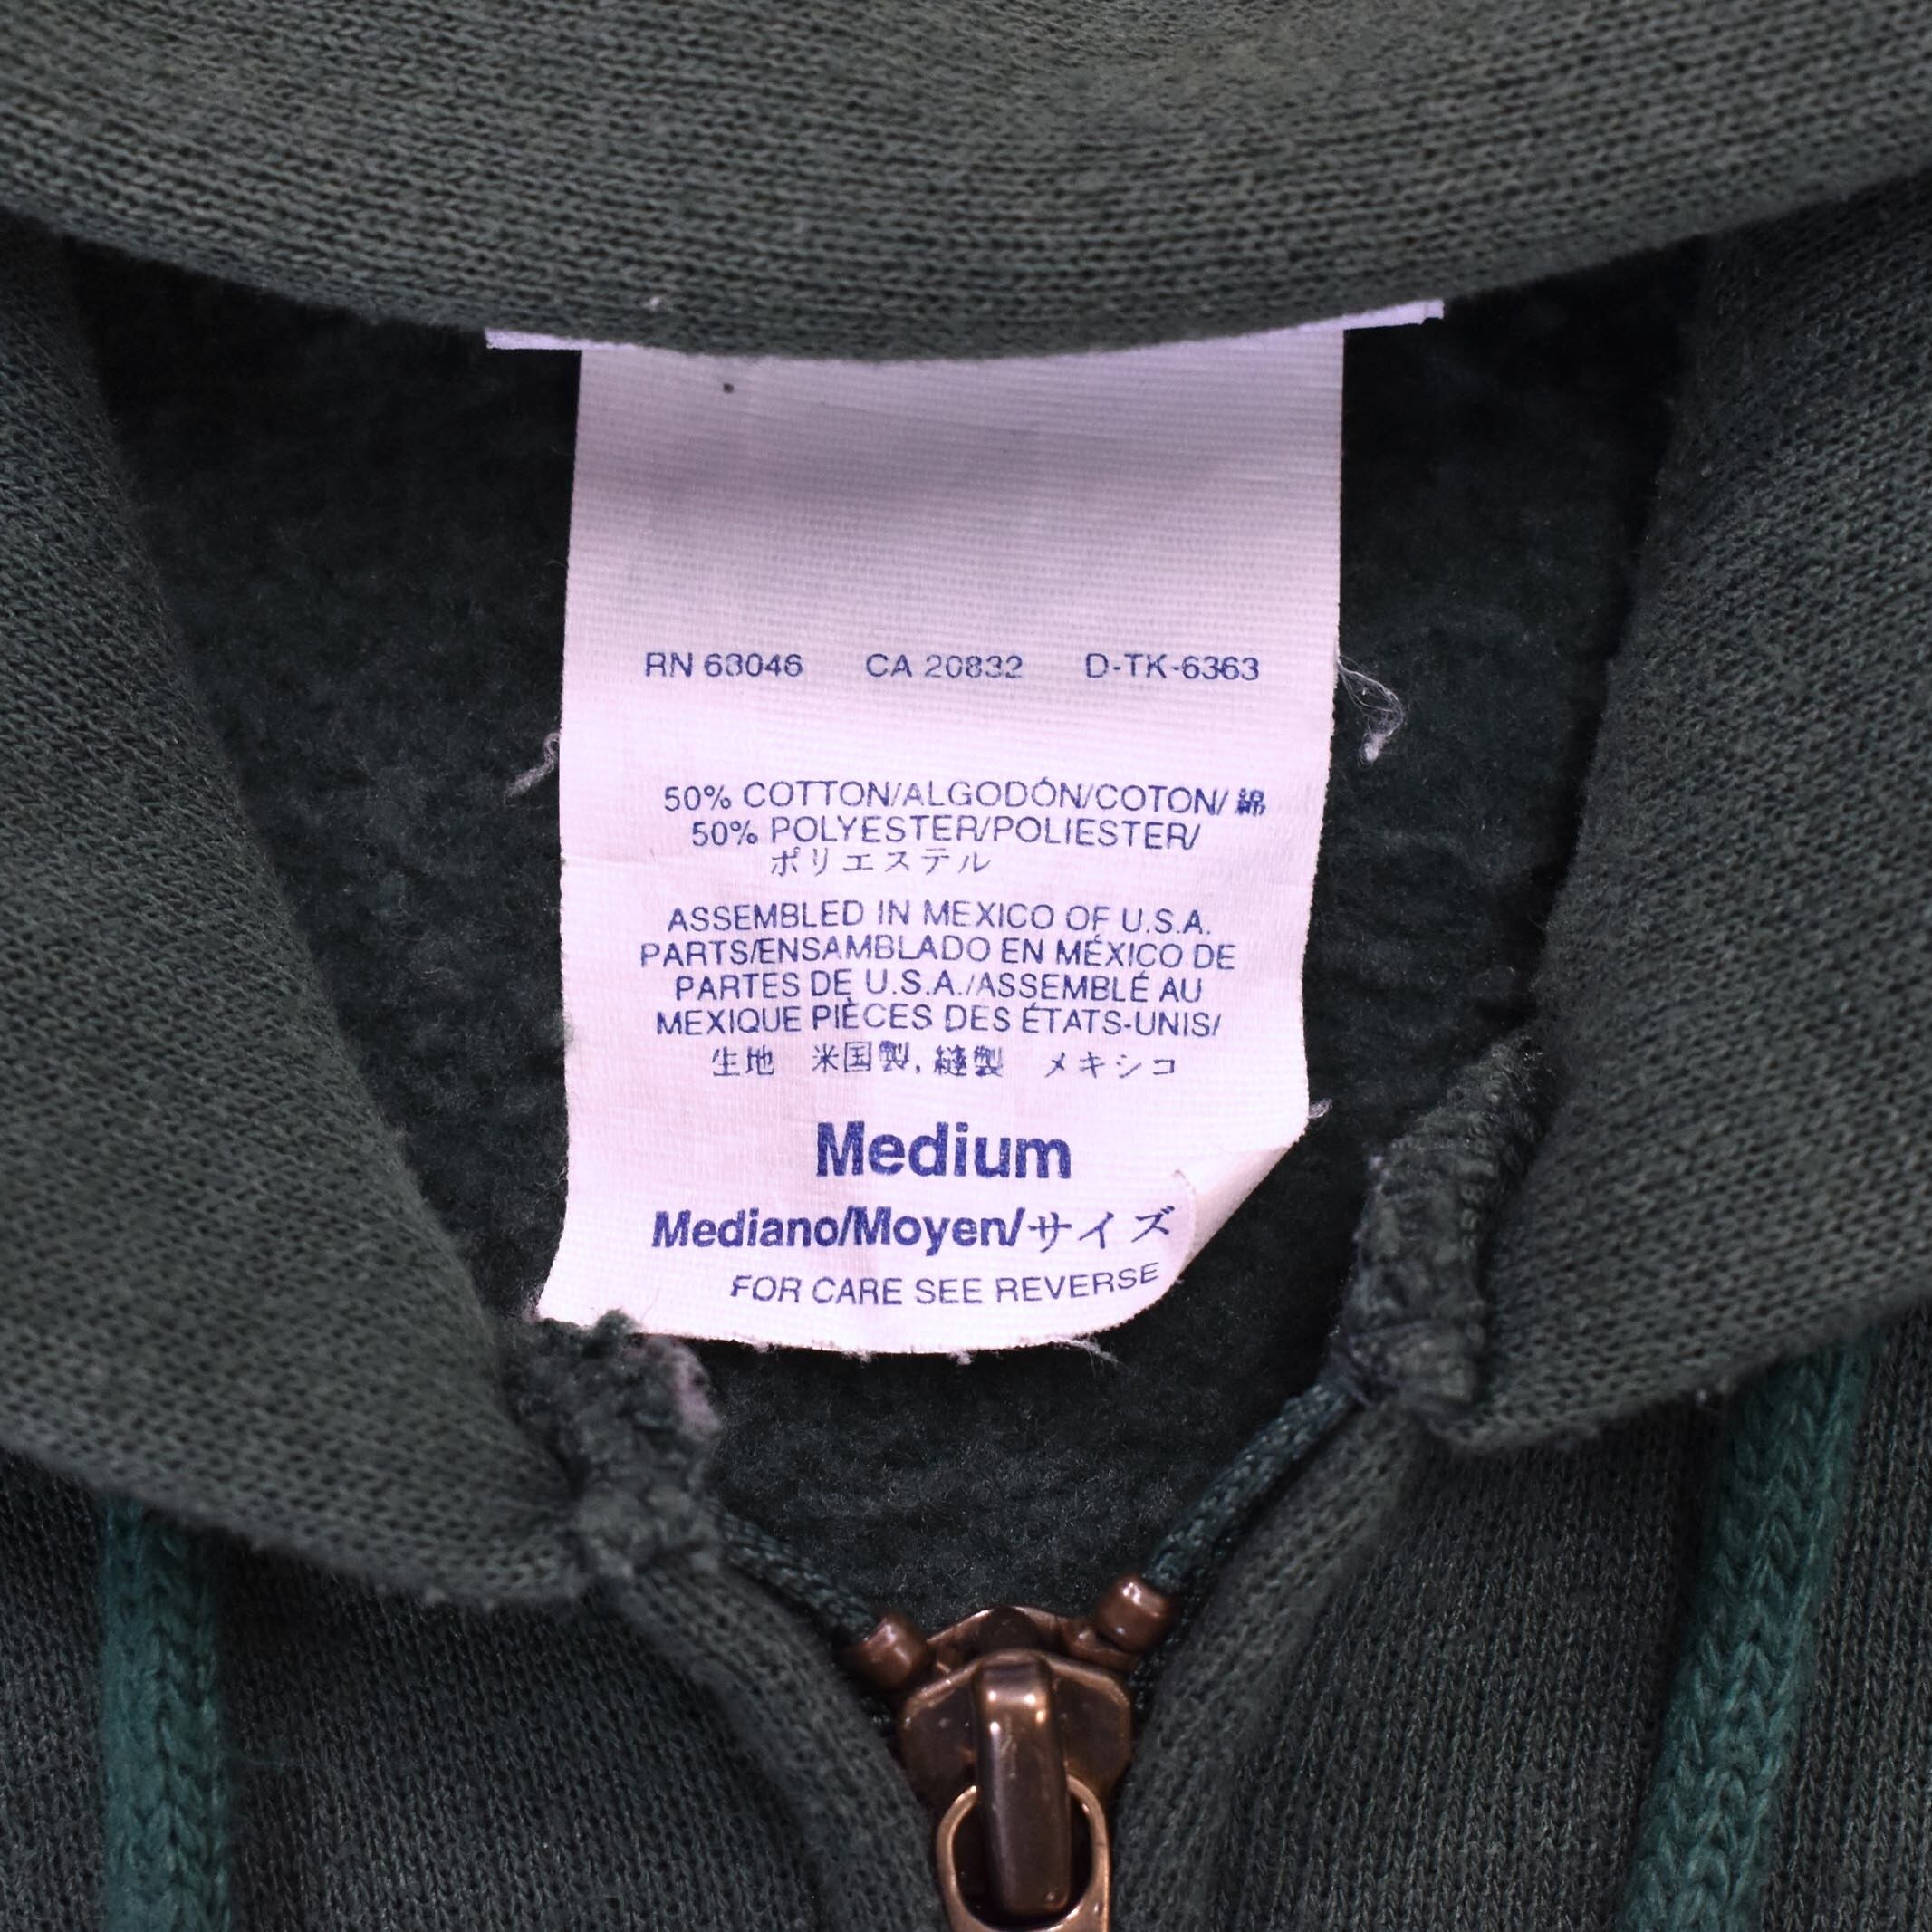 RN 63046 CA 20832 D-TK-6363
50% COTTON/ALGODÓN/COTON/綿
50% POLYESTER/POLIESTER/
ポリエステル
ASSEMBLED IN MEXICO OF U.S.A.
PARTS/ENSAMBLADO EN MÉXICO DE
PARTES DE U.S.A./ASSEMBLÉ AU
MEXIQUE PIÈCES DES ÉTATS-UNIS/
生地 米国製, 縫製 メキシコ
Medium
Mediano/Moyen/サイズ
FOR CARE SEE REVERSE